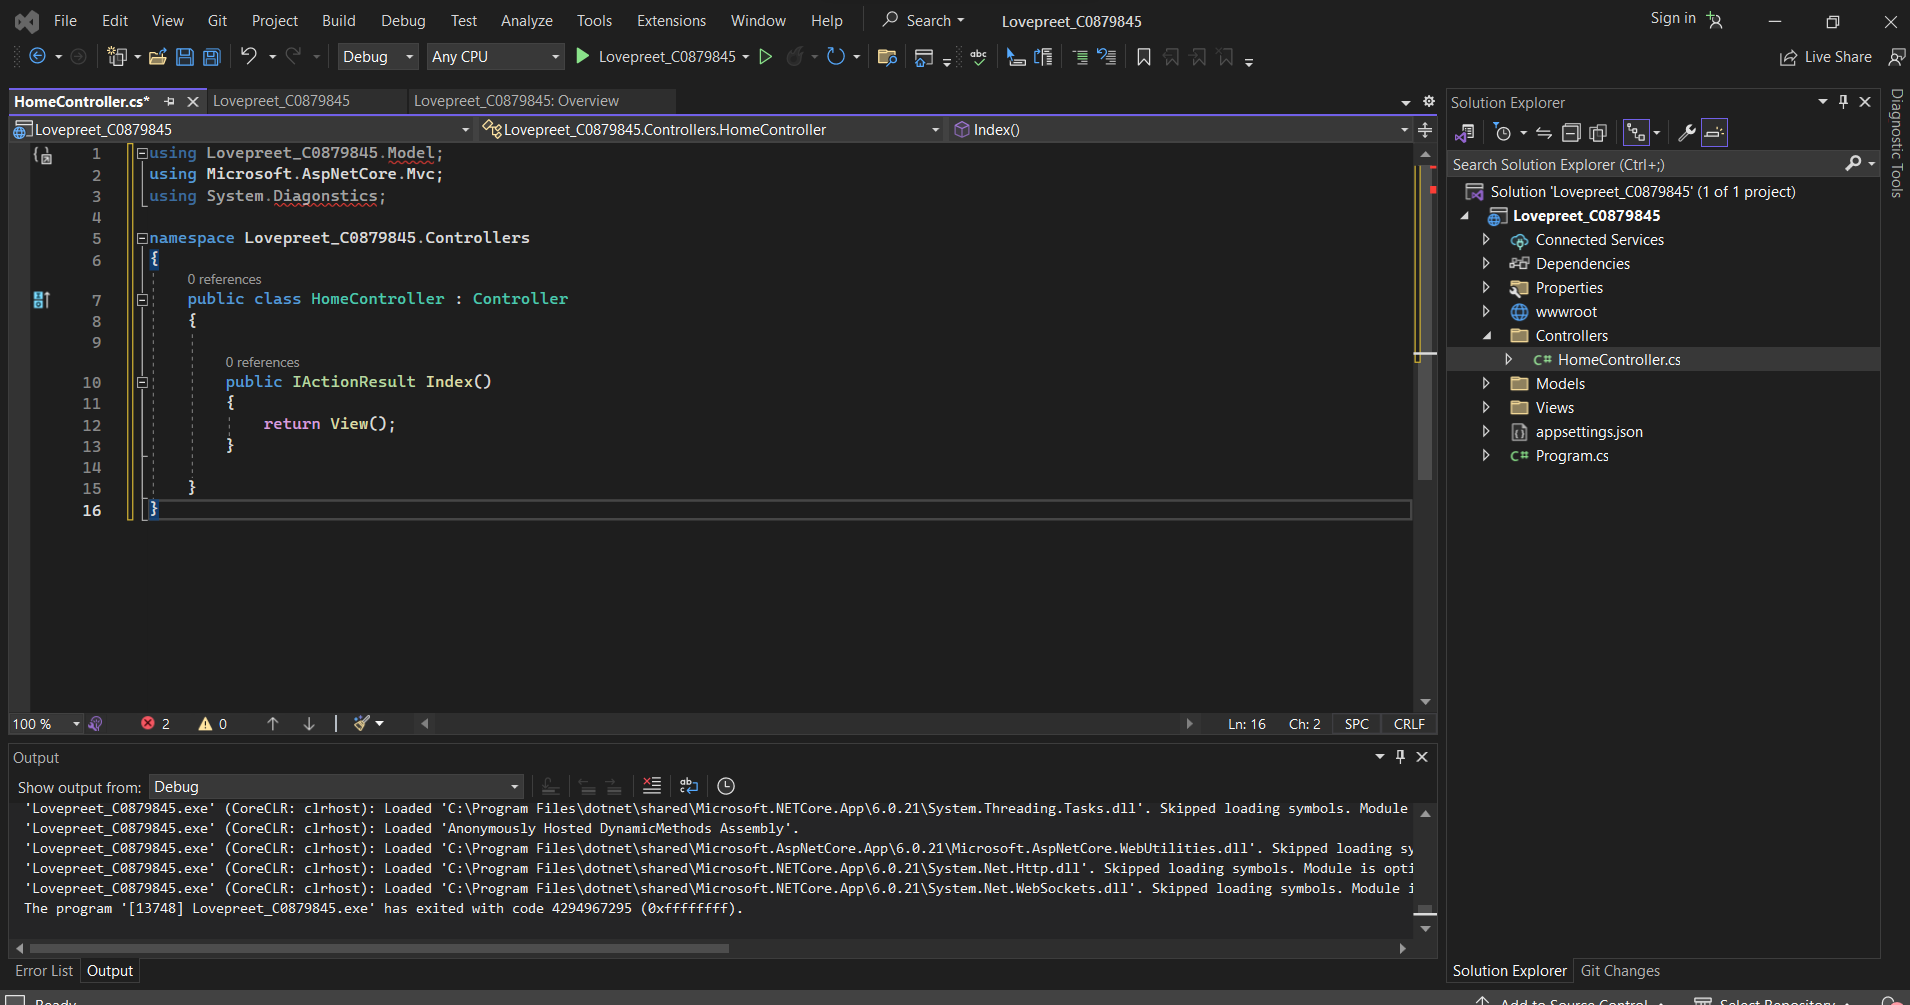 File Edit View Git Project Build Debug Test Analyze Tools Extensions Window Help Search Lovepreet_C0879845 Sign in
Debug Any CPU Lovepreet_C0879845 Live Share
HomeController.cs* Lovepreet_C0879845 Lovepreet_C0879845: Overview
Lovepreet_C0879845 Lovepreet_C0879845.Controllers.HomeController Index()
1 using Lovepreet_C0879845.Model;
2 using Microsoft.AspNetCore.Mvc;
3 using System.Diagonstics;
4
5 namespace Lovepreet_C0879845.Controllers
6 {
0 references
7 public class HomeController : Controller
8 {
9
0 references
10 public IActionResult Index()
11 {
12 return View();
13 }
14
15 }
16 }
100 % 2 0 Ln: 16 Ch: 2 SPC CRLF
Output
Show output from: Debug
'Lovepreet_C0879845.exe' (CoreCLR: clrhost): Loaded 'C:\Program Files\dotnet\shared\Microsoft.NETCore.App\6.0.21\System.Threading.Tasks.dll'. Skipped loading symbols. Module
'Lovepreet_C0879845.exe' (CoreCLR: clrhost): Loaded 'Anonymously Hosted DynamicMethods Assembly'.
'Lovepreet_C0879845.exe' (CoreCLR: clrhost): Loaded 'C:\Program Files\dotnet\shared\Microsoft.AspNetCore.App\6.0.21\Microsoft.AspNetCore.WebUtilities.dll'. Skipped loading sy
'Lovepreet_C0879845.exe' (CoreCLR: clrhost): Loaded 'C:\Program Files\dotnet\shared\Microsoft.NETCore.App\6.0.21\System.Net.Http.dll'. Skipped loading symbols. Module is opti
'Lovepreet_C0879845.exe' (CoreCLR: clrhost): Loaded 'C:\Program Files\dotnet\shared\Microsoft.NETCore.App\6.0.21\System.Net.WebSockets.dll'. Skipped loading symbols. Module i
The program '[13748] Lovepreet_C0879845.exe' has exited with code 4294967295 (0xffffffff).
Error List Output
Solution Explorer
Search Solution Explorer (Ctrl+;)
Solution 'Lovepreet_C0879845' (1 of 1 project)
Lovepreet_C0879845
Connected Services
Dependencies
Properties
wwwroot
Controllers
C# HomeController.cs
Models
Views
appsettings.json
C# Program.cs
Solution Explorer Git Changes
Diagnostic Tools
Ready Add to Source Control Select Repository